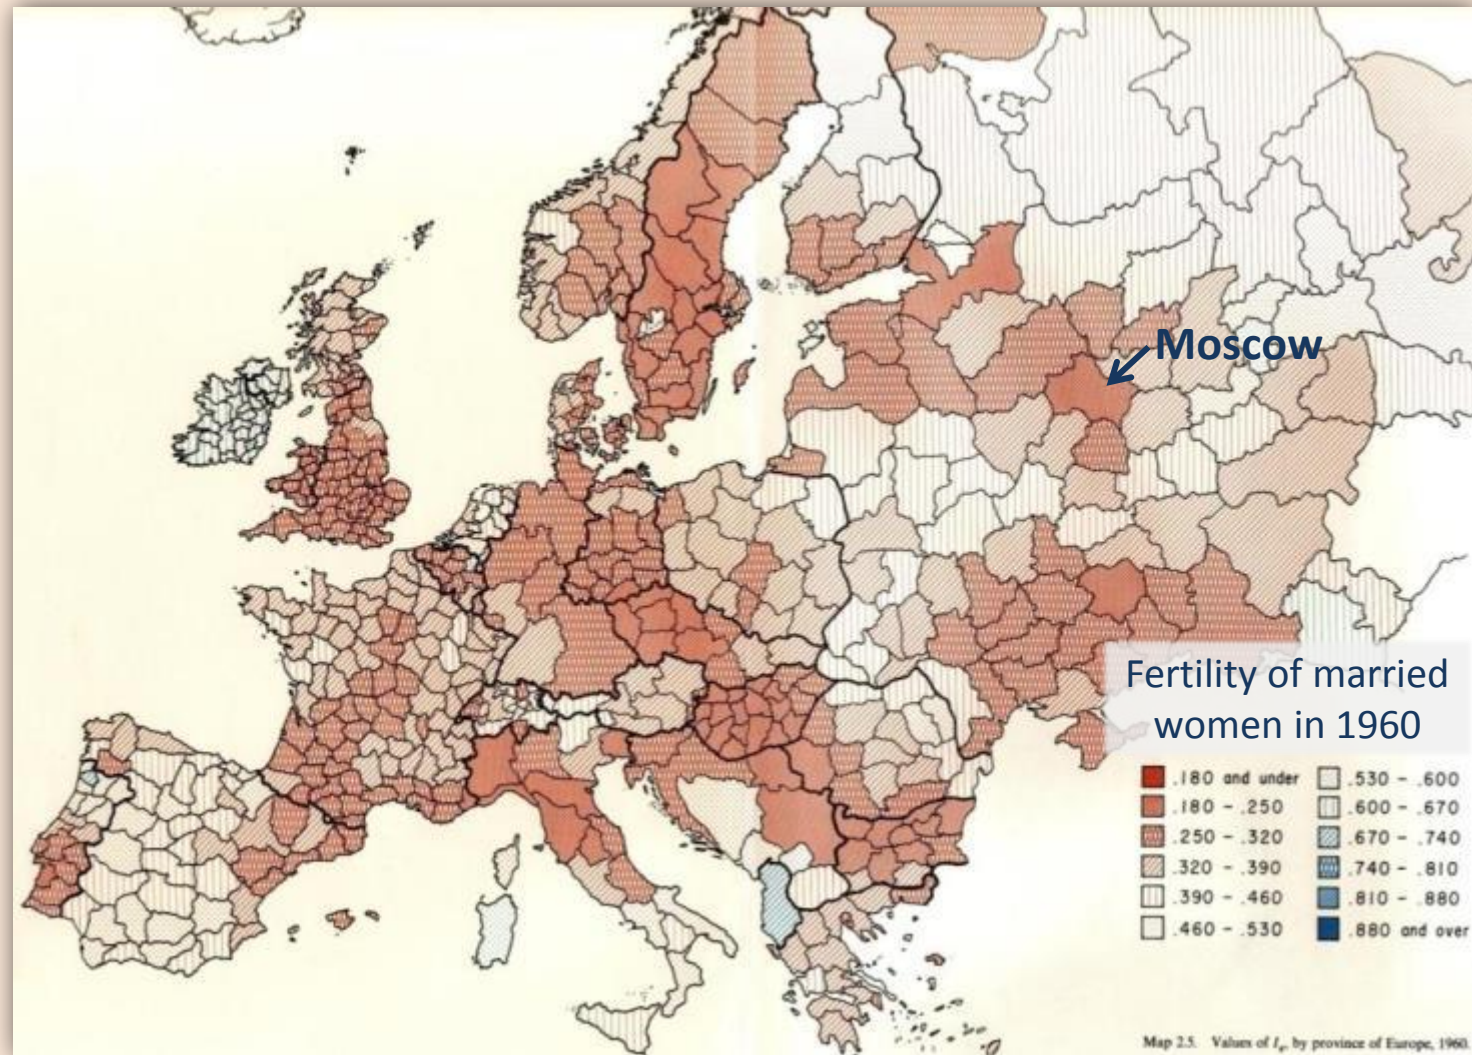 Moscow
Fertility of married
women in 1960
.180 and under
.180 - .250
.250 - .320
.320 - .390
.390 - .460
.460 - .530
.530 - .600
.600 - .670
.670 - .740
.740 - .810
.810 - .880
.880 and over
Map 2.5. Values of Ig, by province of Europe, 1960.